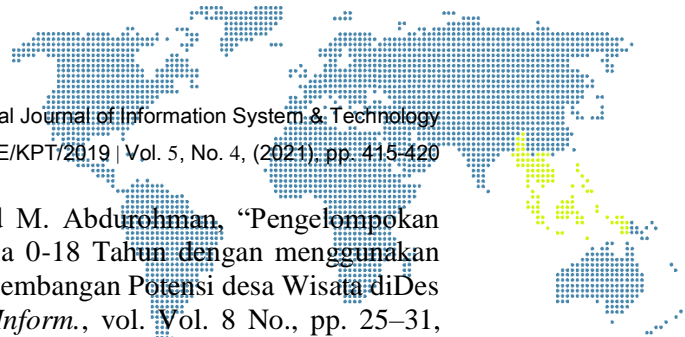 al Journal of Information System & Technology
E/KPT/2019 | Vol. 5, No. 4, (2021), pp. 415-420
d M. Abdurohman, “Pengelompokan
a 0-18 Tahun dengan menggunakan
embangan Potensi desa Wisata diDes
Inform., vol. Vol. 8 No., pp. 25–31,